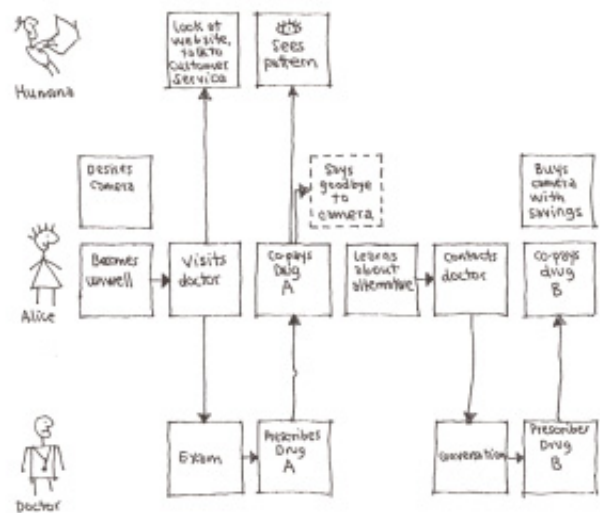 Look at
website,
talk to
customer
service
Sees
pattern
Humana
Desires
camera
Says
goodbye
to
camera
Buys
camera
with
savings
Becomes
unwell
Visits
doctor
Co-pays
Drug
A
Learns
about
alternative
Contacts
doctor
Co-pays
drug
B
Alice
Exam
Prescribes
Drug
A
Conversation
Prescribes
Drug
B
Doctor